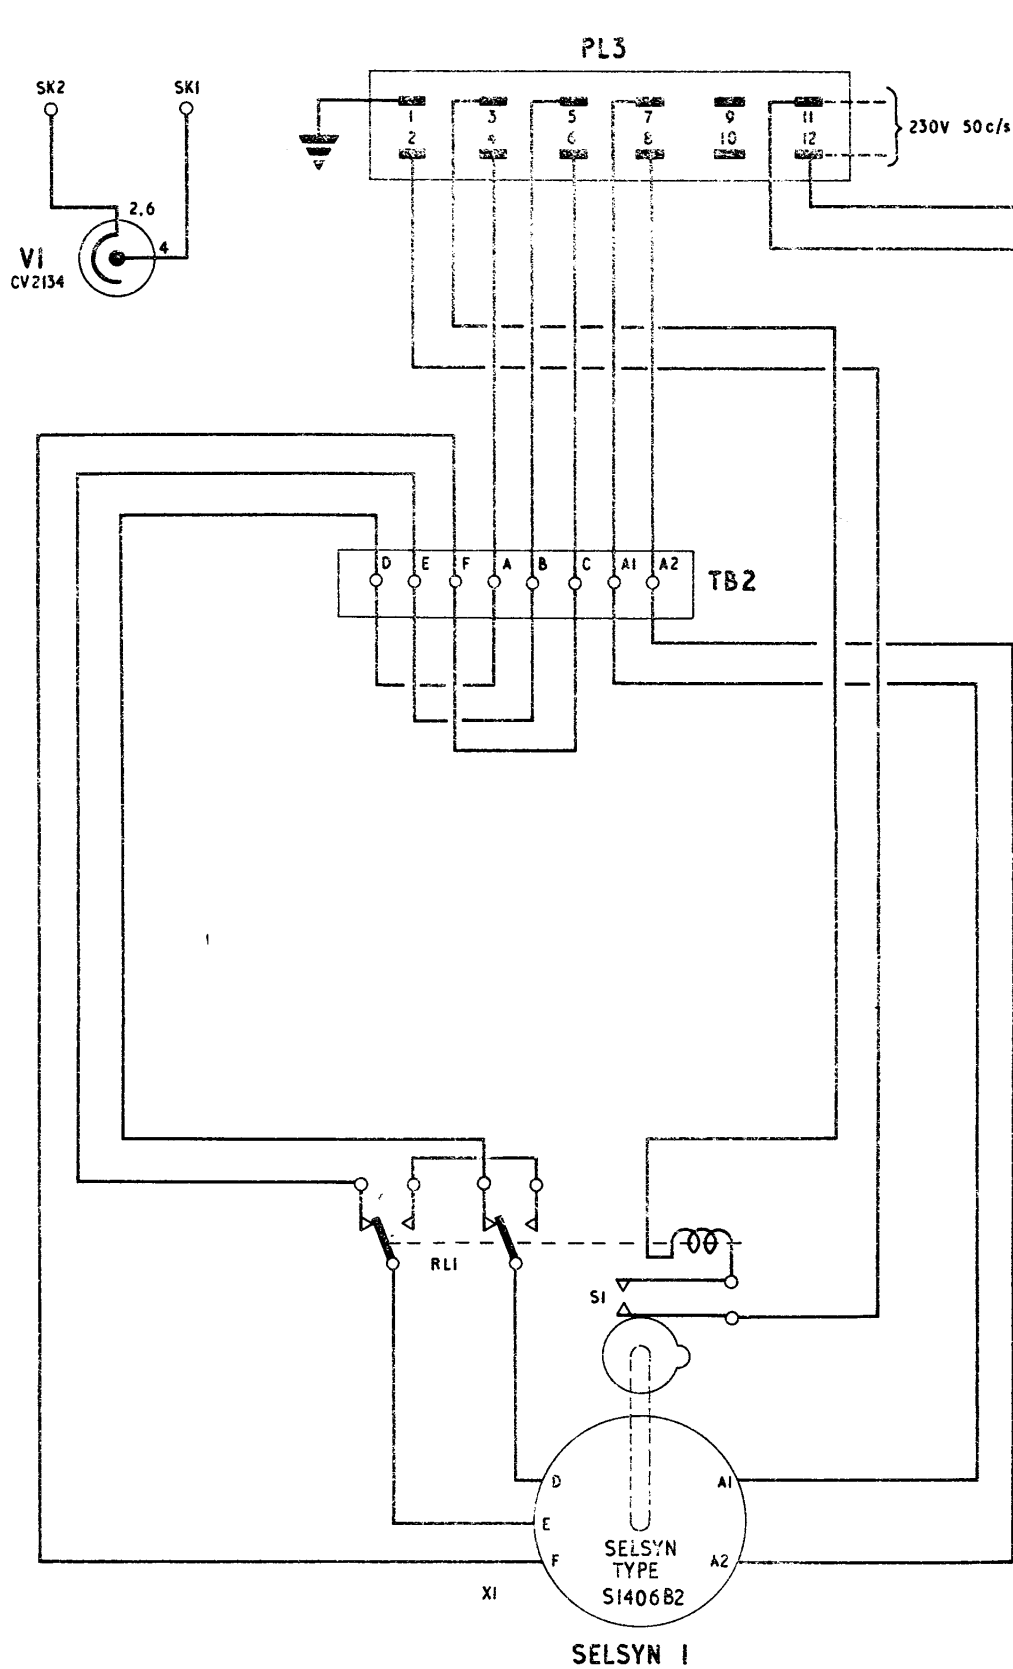 PL3
SK2 SK1
1 3 5 7 9 11
2 4 6 8 10 12
230V 50c/s
2,6
4
V1
CV2134
D E F A B C A1 A2
TB2
RL1
S1
D A1
E
F A2
SELSYN
TYPE
S1406B2
X1
SELSYN 1